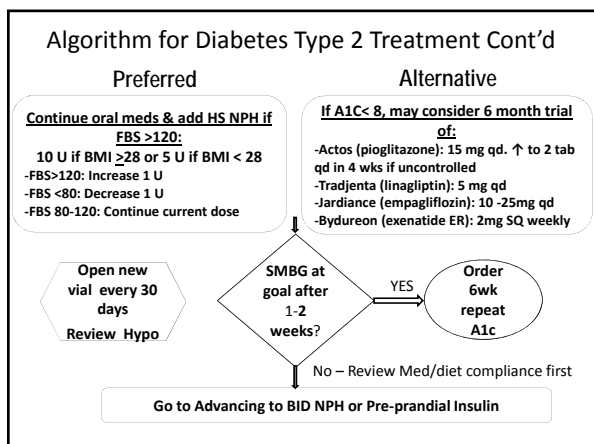 Algorithm for Diabetes Type 2 Treatment Cont'd
Preferred
Alternative
Continue oral meds & add HS NPH if
FBS >120:
10 U if BMI >28 or 5 U if BMI < 28
-FBS>120: Increase 1 U
-FBS <80: Decrease 1 U
-FBS 80-120: Continue current dose
If A1C< 8, may consider 6 month trial
of:
-Actos (pioglitazone): 15 mg qd. ↑ to 2 tab
qd in 4 wks if uncontrolled
-Tradjenta (linagliptin): 5 mg qd
-Jardiance (empagliflozin): 10 -25mg qd
-Bydureon (exenatide ER): 2mg SQ weekly
Open new
vial every 30
days
Review Hypo
SMBG at
goal after
1-2
weeks?
YES
Order
6wk
repeat
A1c
No – Review Med/diet compliance first
Go to Advancing to BID NPH or Pre-prandial Insulin